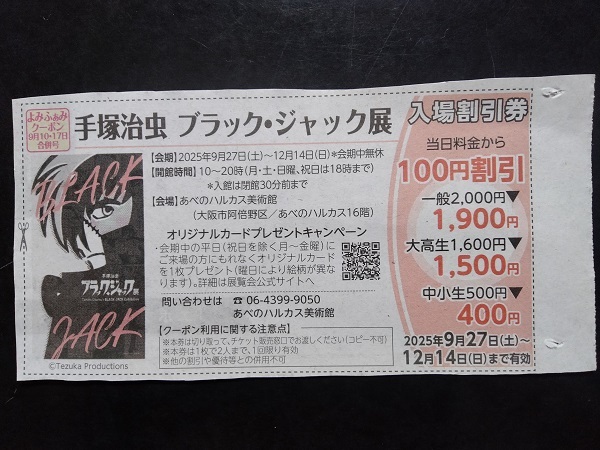 よみふぁみ
クーポン
9月10・17日
合併号
手塚治虫 ブラック・ジャック展
BLACK
手塚治虫
ブラック・ジャック展
JACK
©Tezuka Productions
【会期】2025年9月27日(土)～12月14日(日)*会期中無休
【開館時間】10～20時(月・土・日曜、祝日は18時まで)
*入館は閉館30分前まで
【会場】あべのハルカス美術館
(大阪市阿倍野区／あべのハルカス16階)
オリジナルカードプレゼントキャンペーン
・会期中の平日(祝日を除く月～金曜)に
ご来場の方にもれなくオリジナルカード
を1枚プレゼント(曜日により絵柄が異な
ります)。詳細は展覧会公式サイトへ
問い合わせは ☎06-4399-9050
あべのハルカス美術館
【クーポン利用に関する注意点】
※本券は切り取って、チケット販売窓口でお渡しください(コピー不可)
※本券は1枚で2人まで、1回限り有効
※他の割引や優待等との併用不可
入場割引券
当日料金から
100円割引
一般2,000円▼
1,900円
大高生1,600円▼
1,500円
中小生500円▼
400円
2025年9月27日(土)～
12月14日(日)まで有効